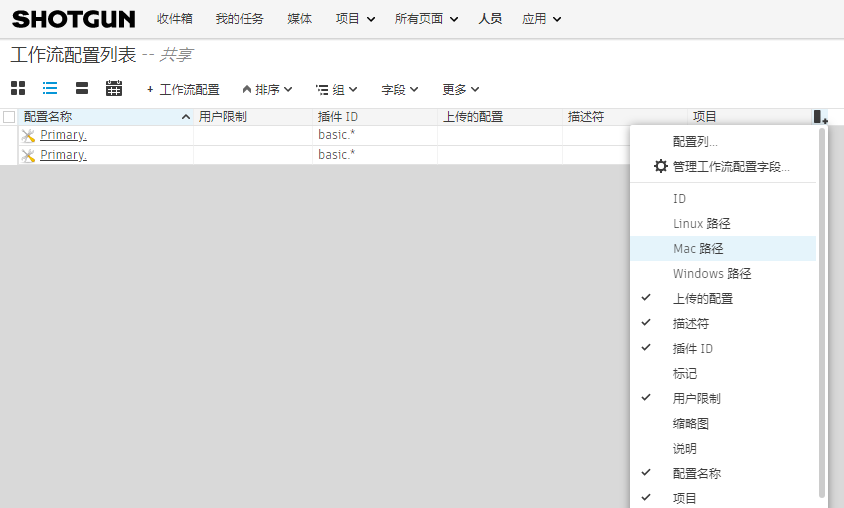 SHOTGUN 收件箱 我的任务 媒体 项目 所有页面 人员 应用
工作流配置列表 -- 共享
+ 工作流配置 排序 组 字段 更多
配置名称 用户限制 插件 ID 上传的配置 描述符 项目
Primary. basic.*
Primary. basic.*
配置列...
管理工作流配置字段...
ID
Linux 路径
Mac 路径
Windows 路径
上传的配置
描述符
插件 ID
标记
用户限制
缩略图
说明
配置名称
项目